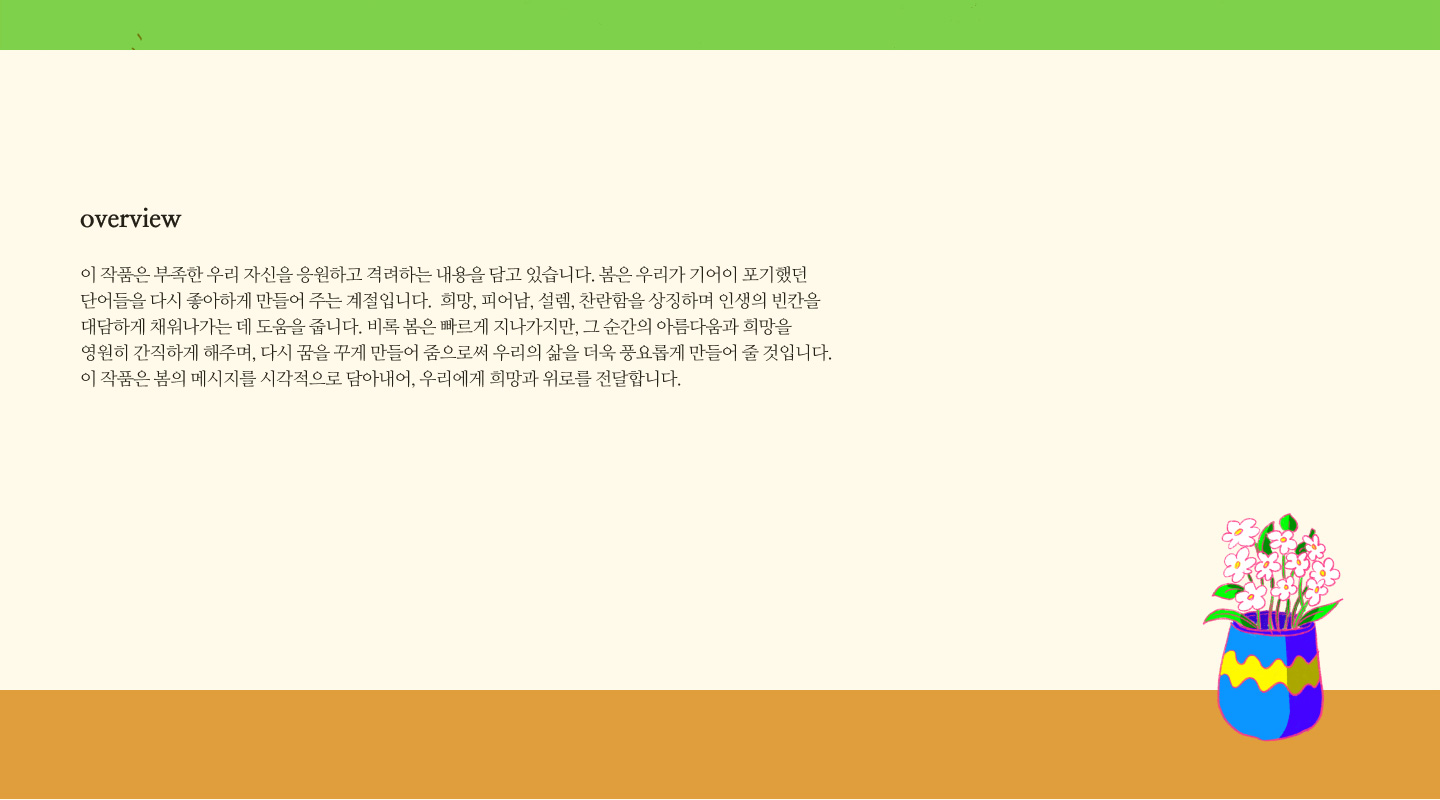 overview
이 작품은 부족한 우리 자신을 응원하고 격려하는 내용을 담고 있습니다. 봄은 우리가 기어이 포기했던
단어들을 다시 좋아하게 만들어 주는 계절입니다.  희망, 피어남, 설렘, 찬란함을 상징하며 인생의 빈칸을
대담하게 채워나가는 데 도움을 줍니다. 비록 봄은 빠르게 지나가지만, 그 순간의 아름다움과 희망을
영원히 간직하게 해주며, 다시 꿈을 꾸게 만들어 줌으로써 우리의 삶을 더욱 풍요롭게 만들어 줄 것입니다.
이 작품은 봄의 메시지를 시각적으로 담아내어, 우리에게 희망과 위로를 전달합니다.